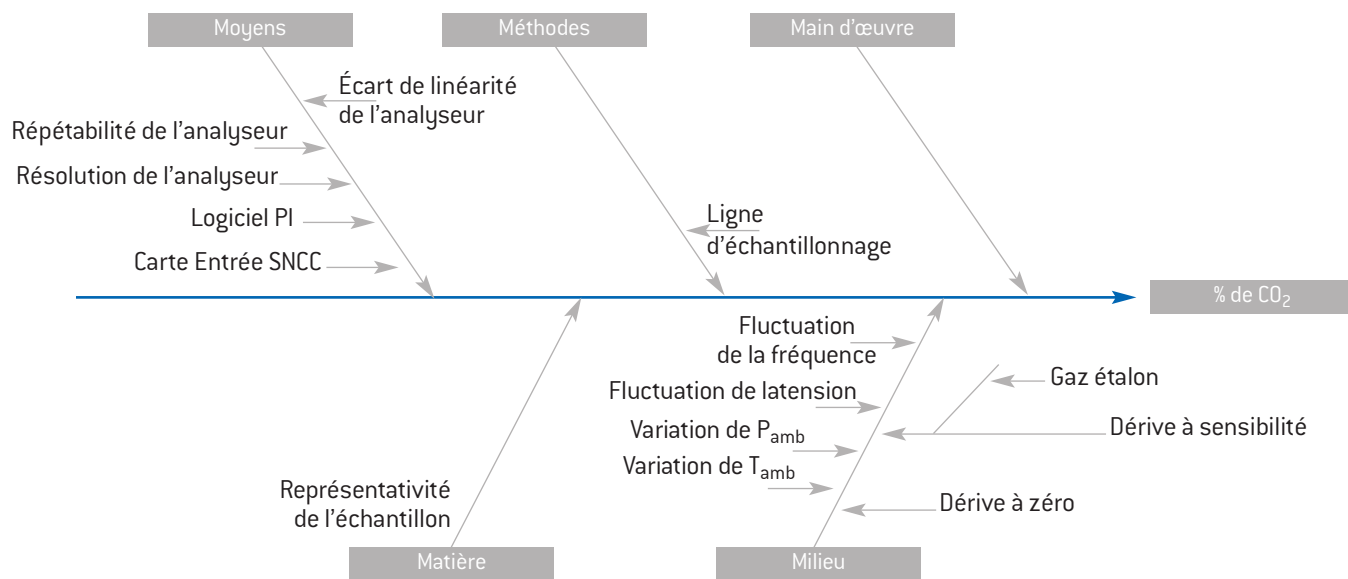 Moyens
Méthodes
Main d'œuvre
Écart de linéarité
de l'analyseur
Répétabilité de l'analyseur
Résolution de l'analyseur
Logiciel PI
Carte Entrée SNCC
Ligne
d'échantillonnage
% de CO2
Fluctuation
de la fréquence
Gaz étalon
Fluctuation de latension
Dérive à sensibilité
Variation de Pamb
Variation de Tamb
Dérive à zéro
Représentativité
de l'échantillon
Matière
Milieu